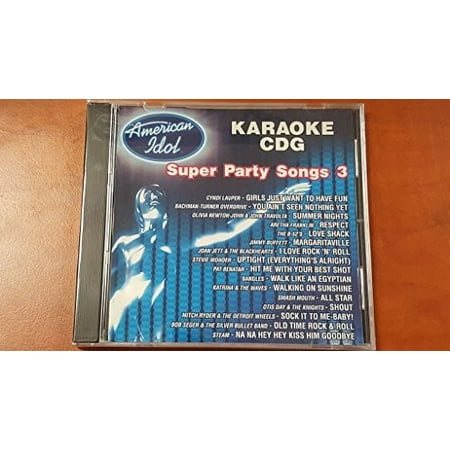 American
Idol
KARAOKE
CDG
Super Party Songs 3
CYNDI LAUPER - GIRLS JUST WANT TO HAVE FUN
BACHMAN-TURNER OVERDRIVE - YOU AIN'T SEEN NOTHING YET
OLIVIA NEWTON-JOHN & JOHN TRAVOLTA - SUMMER NIGHTS
ARETHA FRANKLIN - RESPECT
THE B-52'S - LOVE SHACK
JIMMY BUFFETT - MARGARITAVILLE
JOAN JETT & THE BLACKHEARTS - I LOVE ROCK 'N' ROLL
STEVIE WONDER - UPTIGHT (EVERYTHING'S ALRIGHT)
PAT BENATAR - HIT ME WITH YOUR BEST SHOT
BANGLES - WALK LIKE AN EGYPTIAN
KATRINA & THE WAVES - WALKING ON SUNSHINE
SMASH MOUTH - ALL STAR
OTIS DAY & THE KNIGHTS - SHOUT
MITCH RYDER & THE DETROIT WHEELS - SOCK IT TO ME-BABY!
BOB SEGER & THE SILVER BULLET BAND - OLD TIME ROCK & ROLL
STEAM - NA NA HEY HEY KISS HIM GOODBYE